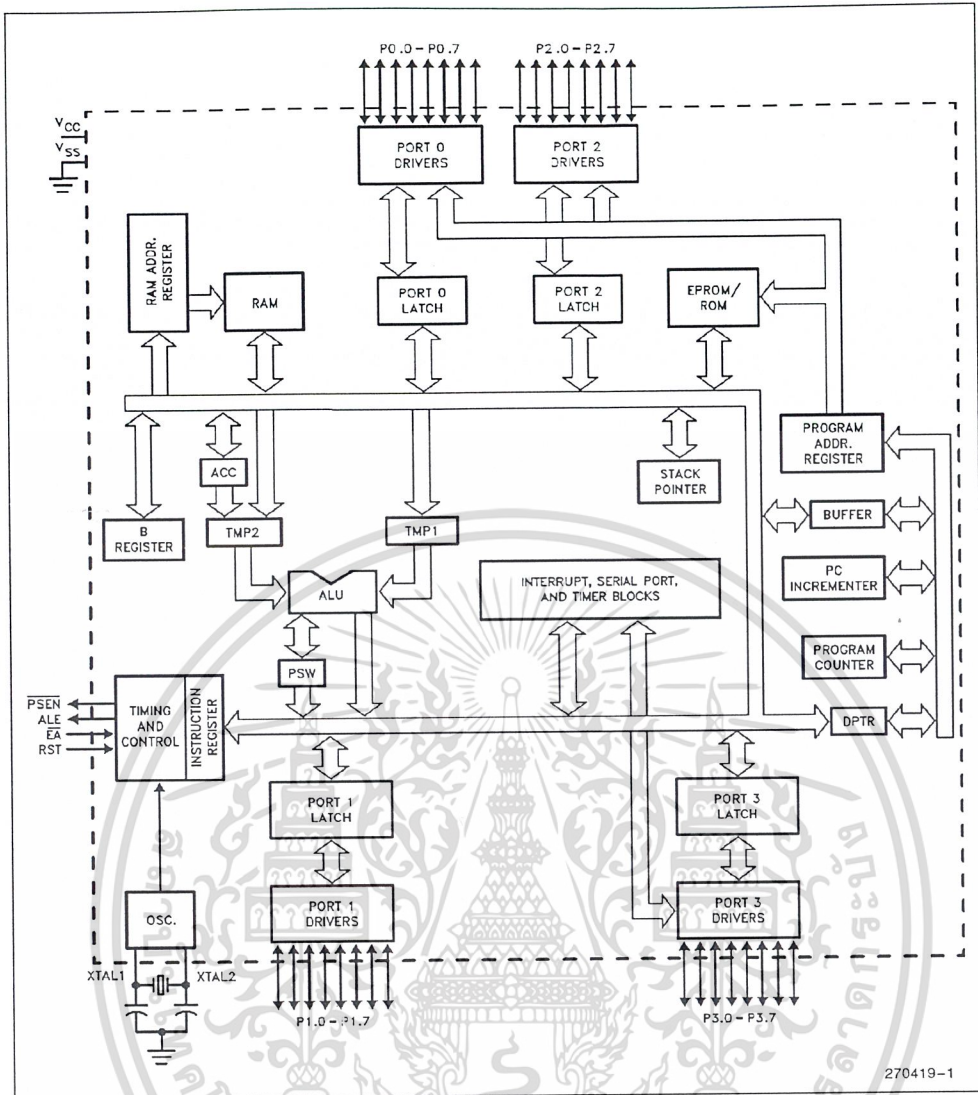 P0.0 – P0.7
P2.0 – P2.7
VCC
VSS
PORT 0
DRIVERS
PORT 2
DRIVERS
RAM ADDR.
REGISTER
RAM
PORT 0
LATCH
PORT 2
LATCH
EPROM/
ROM
PROGRAM
ADDR.
REGISTER
ACC
STACK
POINTER
B
REGISTER
TMP2
TMP1
BUFFER
ALU
INTERRUPT, SERIAL PORT,
AND TIMER BLOCKS
PC
INCREMENTER
PROGRAM
COUNTER
PSW
PSEN
ALE
EA
RST
TIMING
AND
CONTROL
INSTRUCTION
REGISTER
DPTR
PORT 1
LATCH
PORT 3
LATCH
OSC.
PORT 1
DRIVERS
PORT 3
DRIVERS
XTAL1
XTAL2
P1.0 – P1.7
P3.0 – P3.7
270419-1